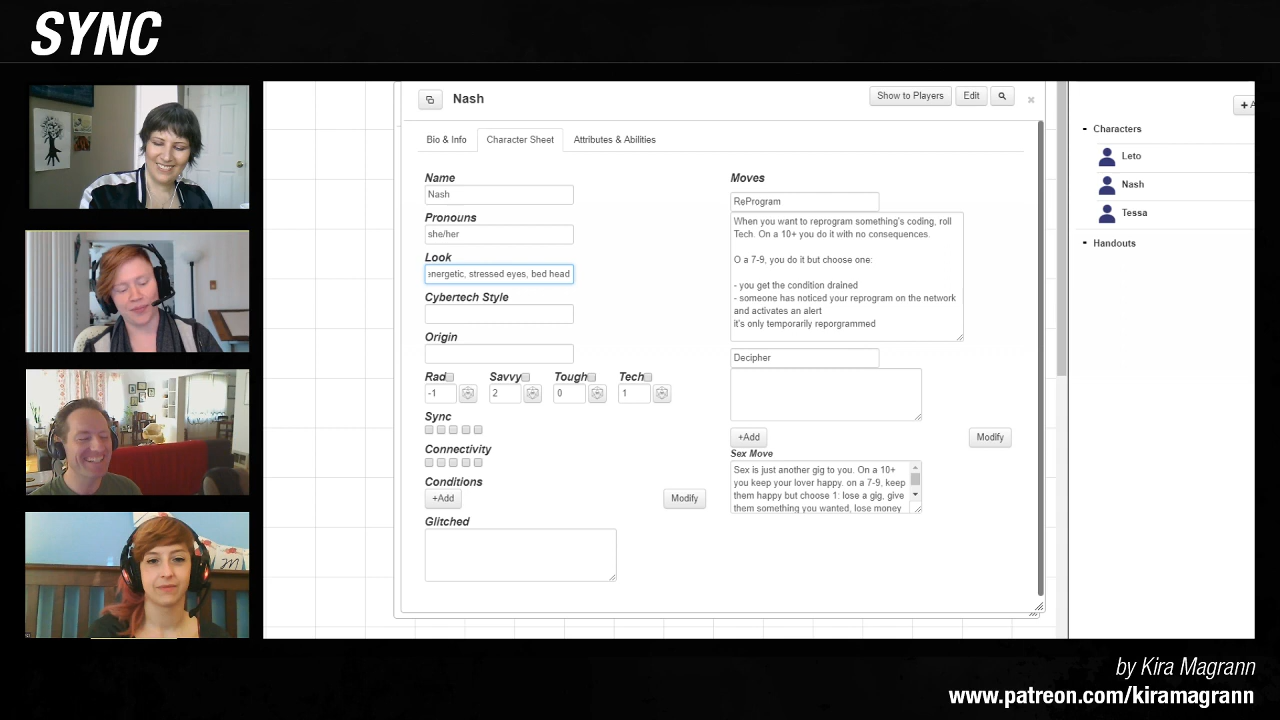 SYNC
Nash
Show to Players
Edit
Bio & Info
Character Sheet
Attributes & Abilities
Name
Nash
Pronouns
she/her
Look
energetic, stressed eyes, bed head
Cybertech Style
Origin
Rad
Savvy
Tough
Tech
-1
2
0
1
Sync
Connectivity
Conditions
+Add
Modify
Glitched
Moves
ReProgram
When you want to reprogram something's coding, roll
Tech. On a 10+ you do it with no consequences.
O a 7-9, you do it but choose one:
- you get the condition drained
- someone has noticed your reprogram on the network
and activates an alert
it's only temporarily reporgrammed
Decipher
+Add
Modify
Sex Move
Sex is just another gig to you. On a 10+
you keep your lover happy. on a 7-9, keep
them happy but choose 1: lose a gig, give
them something you wanted, lose money
Characters
Leto
Nash
Tessa
Handouts
by Kira Magrann
www.patreon.com/kiramagrann